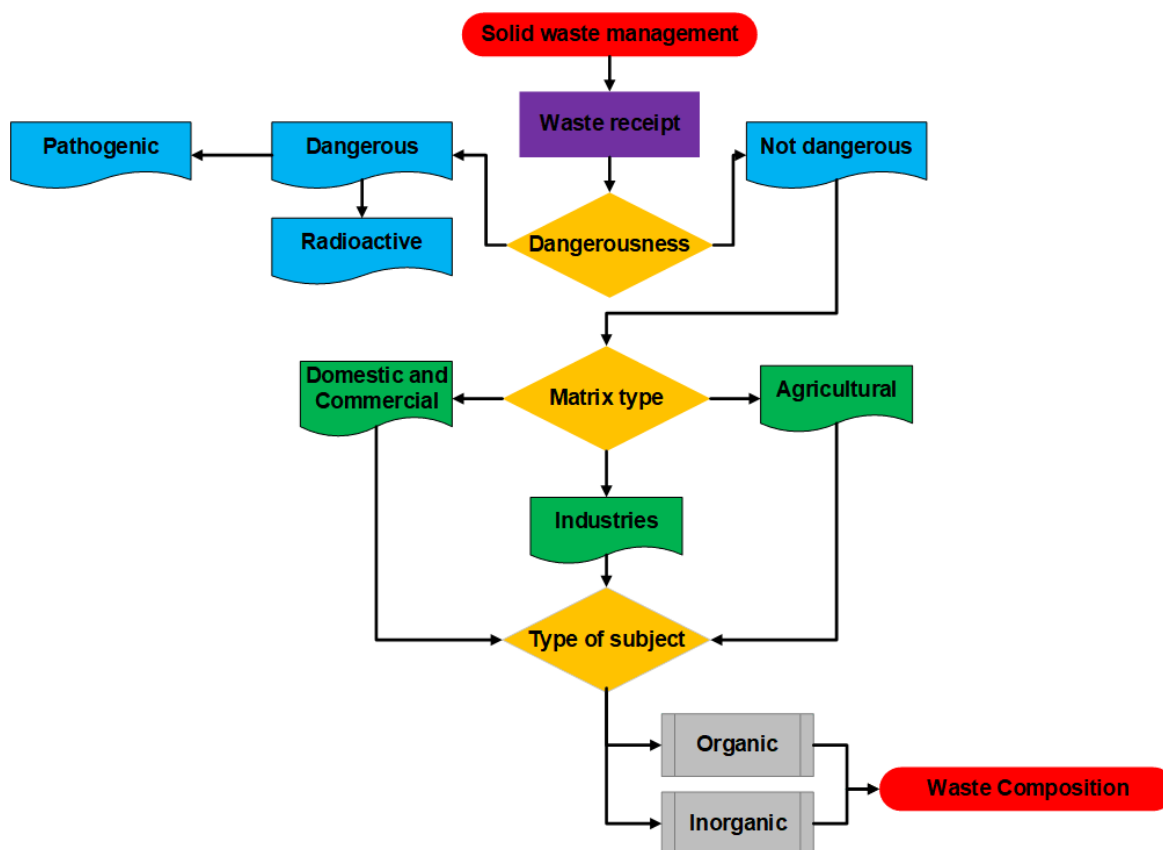 Solid waste management
Waste receipt
Pathogenic
Dangerous
Not dangerous
Radioactive
Dangerousness
Domestic and
Commercial
Matrix type
Agricultural
Industries
Type of subject
Organic
Waste Composition
Inorganic